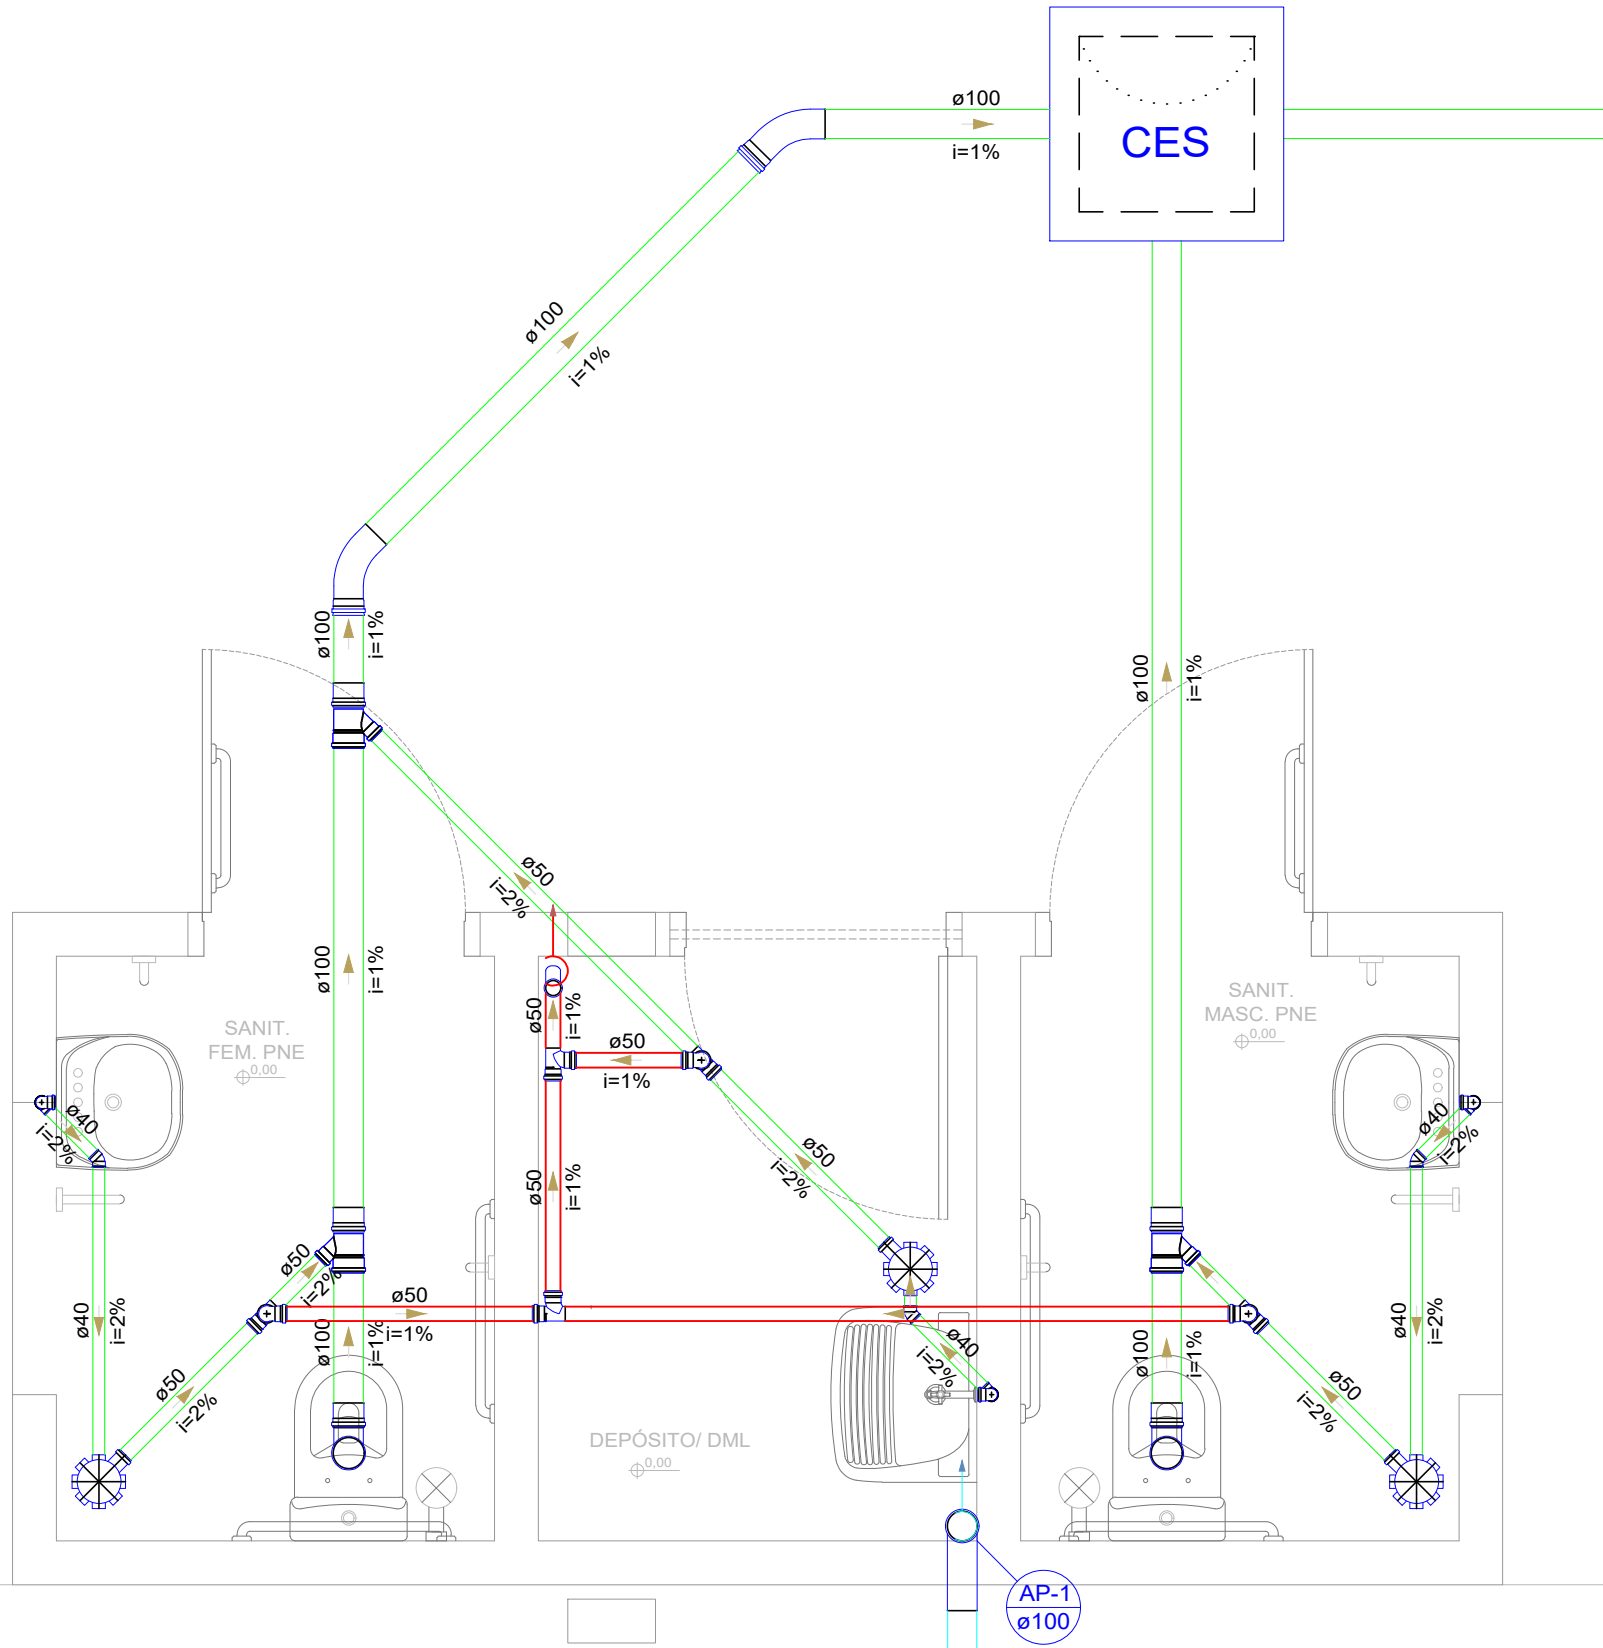 ø100
i=1%
CES
ø100
i=1%
ø100
i=1%
ø100
i=1%
ø50
i=2%
ø100
i=1%
SANIT.
FEM. PNE
0,00
SANIT.
MASC. PNE
0,00
ø50
i=1%
ø50
i=1%
ø40
i=2%
ø50
i=2%
ø40
i=2%
ø50
i=1%
ø50
i=2%
ø50
i=1%
ø40
i=2%
ø100
i=1%
ø40
i=2%
ø100
i=1%
ø40
i=2%
ø50
i=2%
ø50
i=2%
DEPÓSITO/ DML
0,00
AP-1
ø100